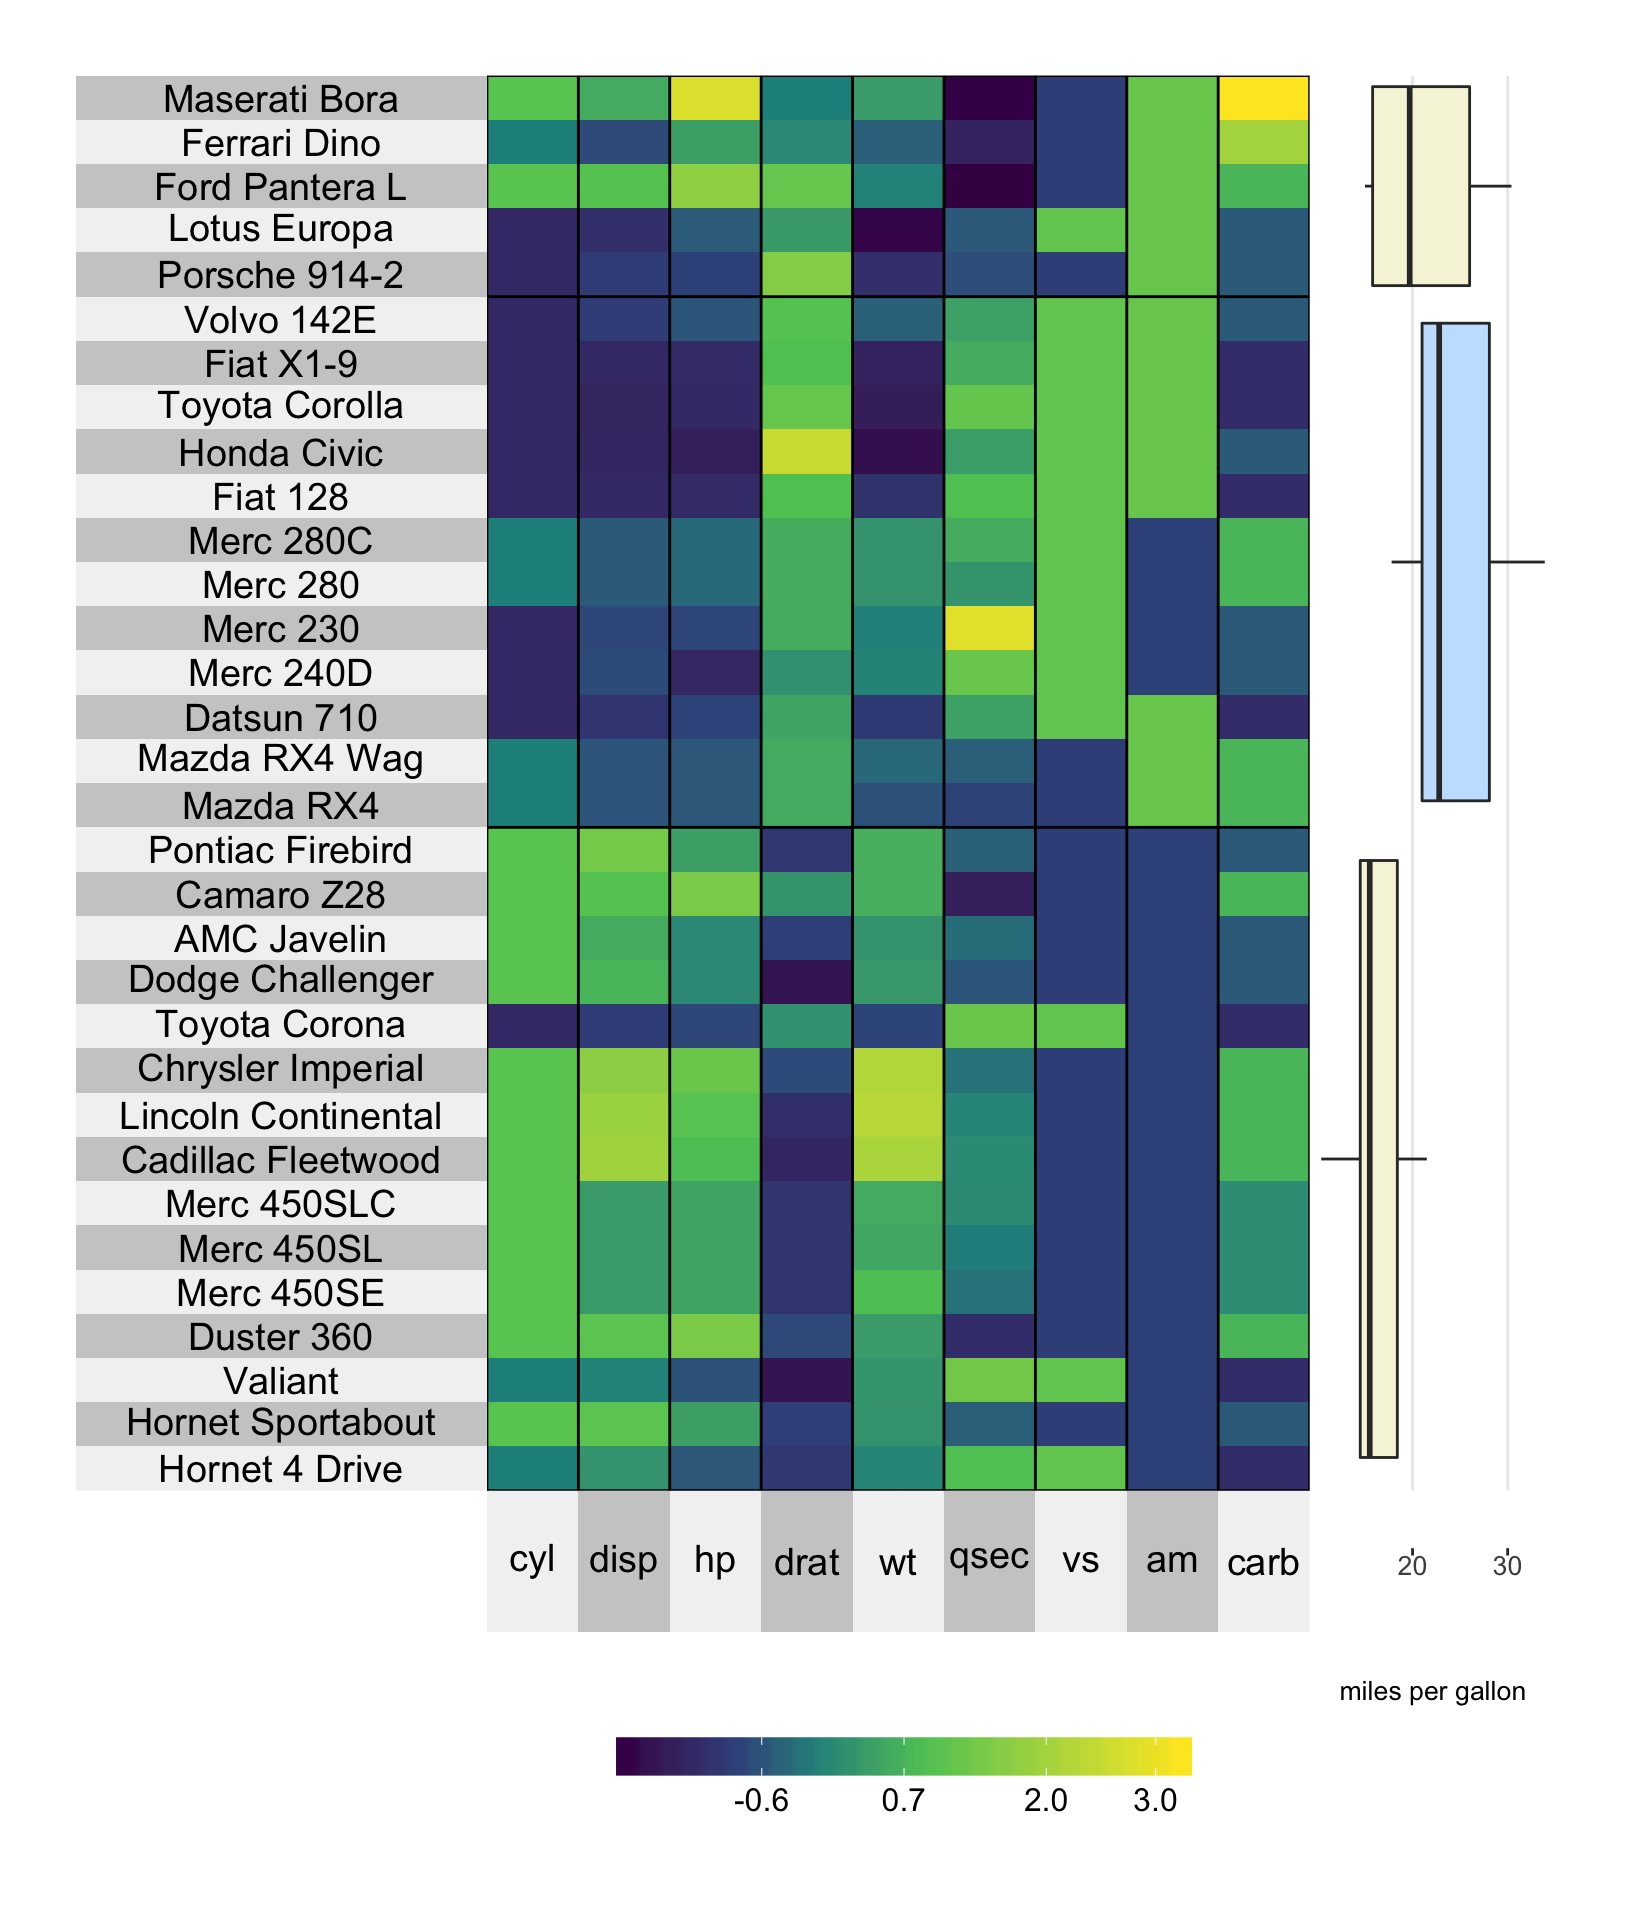 Maserati Bora
Ferrari Dino
Ford Pantera L
Lotus Europa
Porsche 914-2
Volvo 142E
Fiat X1-9
Toyota Corolla
Honda Civic
Fiat 128
Merc 280C
Merc 280
Merc 230
Merc 240D
Datsun 710
Mazda RX4 Wag
Mazda RX4
Pontiac Firebird
Camaro Z28
AMC Javelin
Dodge Challenger
Toyota Corona
Chrysler Imperial
Lincoln Continental
Cadillac Fleetwood
Merc 450SLC
Merc 450SL
Merc 450SE
Duster 360
Valiant
Hornet Sportabout
Hornet 4 Drive
cyl disp hp drat wt qsec vs am carb
20 30
miles per gallon
-0.6 0.7 2.0 3.0